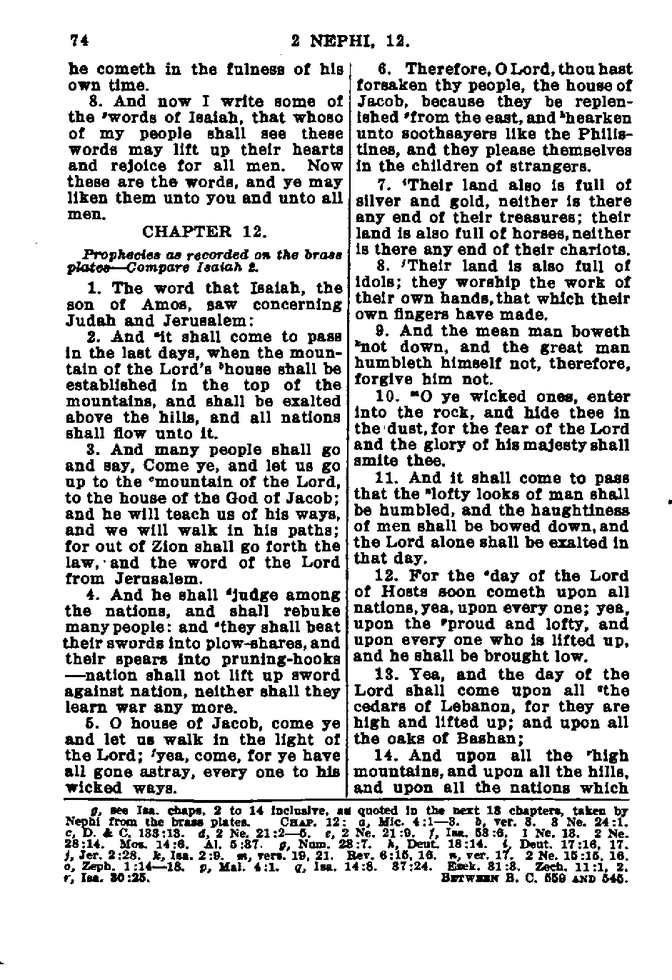 74
2 NEPHI, 12.
he cometh in the fulness of his
own time.
8. And now I write some of
the ᵍwords of Isaiah, that whoso
of my people shall see these
words may lift up their hearts
and rejoice for all men. Now
these are the words, and ye may
liken them unto you and unto all
men.
CHAPTER 12.
Prophecies as recorded on the brass
plates—Compare Isaiah 2.
1. The word that Isaiah, the
son of Amos, saw concerning
Judah and Jerusalem:
2. And ᵃit shall come to pass
in the last days, when the moun-
tain of the Lord's ᵇhouse shall be
established in the top of the
mountains, and shall be exalted
above the hills, and all nations
shall flow unto it.
3. And many people shall go
and say, Come ye, and let us go
up to the ᶜmountain of the Lord,
to the house of the God of Jacob;
and he will teach us of his ways,
and we will walk in his paths;
for out of Zion shall go forth the
law, and the word of the Lord
from Jerusalem.
4. And he shall ᵈjudge among
the nations, and shall rebuke
many people: and ᵉthey shall beat
their swords into plow-shares, and
their spears into pruning-hooks
—nation shall not lift up sword
against nation, neither shall they
learn war any more.
5. O house of Jacob, come ye
and let us walk in the light of
the Lord; ᶠyea, come, for ye have
all gone astray, every one to his
wicked ways.
6. Therefore, O Lord, thou hast
forsaken thy people, the house of
Jacob, because they be replen-
ished ᵍfrom the east, and ʰhearken
unto soothsayers like the Philis-
tines, and they please themselves
in the children of strangers.
7. ⁱTheir land also is full of
silver and gold, neither is there
any end of their treasures; their
land is also full of horses, neither
is there any end of their chariots.
8. ʲTheir land is also full of
idols; they worship the work of
their own hands, that which their
own fingers have made.
9. And the mean man boweth
ᵏnot down, and the great man
humbleth himself not, therefore,
forgive him not.
10. ᵐO ye wicked ones, enter
into the rock, and hide thee in
the dust, for the fear of the Lord
and the glory of his majesty shall
smite thee.
11. And it shall come to pass
that the ⁿlofty looks of man shall
be humbled, and the haughtiness
of men shall be bowed down, and
the Lord alone shall be exalted in
that day.
12. For the ᵒday of the Lord
of Hosts soon cometh upon all
nations, yea, upon every one; yea,
upon the ᵖproud and lofty, and
upon every one who is lifted up,
and he shall be brought low.
13. Yea, and the day of the
Lord shall come upon all qthe
cedars of Lebanon, for they are
high and lifted up; and upon all
the oaks of Bashan;
14. And upon all the ʳhigh
mountains, and upon all the hills,
and upon all the nations which
g, see Isa. chaps. 2 to 14 inclusive, as quoted in the next 13 chapters, taken by
Nephi from the brass plates. CHAP. 12: a, Mic. 4:1—3. b, ver. 3. 3 Ne. 24:1.
c, D. & C. 133:13. d, 2 Ne. 21:2—5. e, 2 Ne. 21:9. f, Isa. 53:6. 1 Ne. 13. 2 Ne.
28:14. Mos. 14:6. Al. 5:37. g, Num. 23:7. h, Deut. 18:14. i, Deut. 17:16, 17.
j, Jer. 2:28. k, Isa. 2:9. m, vers. 19, 21. Rev. 6:15, 16. n, ver. 17. 2 Ne. 15:15, 16.
o, Zeph. 1:14—18. p, Mal. 4:1. q, Isa. 14:8. 37:24. Ezek. 31:3. Zech. 11:1, 2.
r, Isa. 30:25. BETWEEN B. C. 559 AND 545.